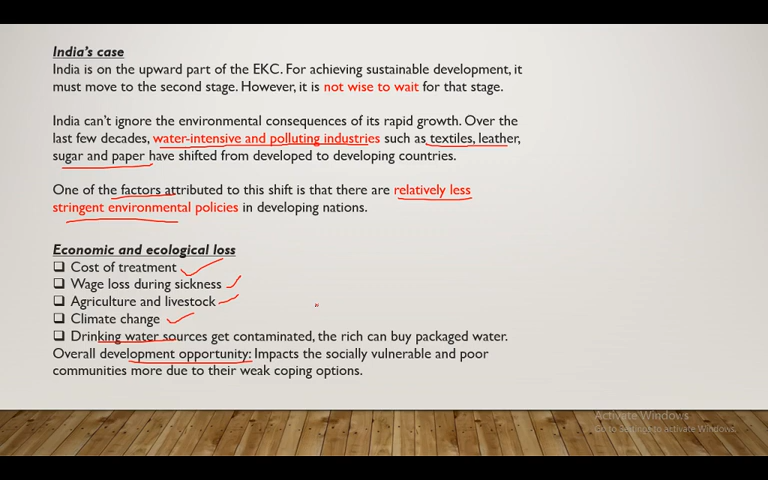 India's case
India is on the upward part of the EKC. For achieving sustainable development, it
must move to the second stage. However, it is not wise to wait for that stage.
India can't ignore the environmental consequences of its rapid growth. Over the
last few decades, water-intensive and polluting industries such as textiles, leather,
sugar and paper have shifted from developed to developing countries.
One of the factors attributed to this shift is that there are relatively less
stringent environmental policies in developing nations.
Economic and ecological loss
❑ Cost of treatment
❑ Wage loss during sickness
❑ Agriculture and livestock
❑ Climate change
❑ Drinking water sources get contaminated, the rich can buy packaged water.
Overall development opportunity: Impacts the socially vulnerable and poor
communities more due to their weak coping options.
Activate Windows
Go to Settings to activate Windows.